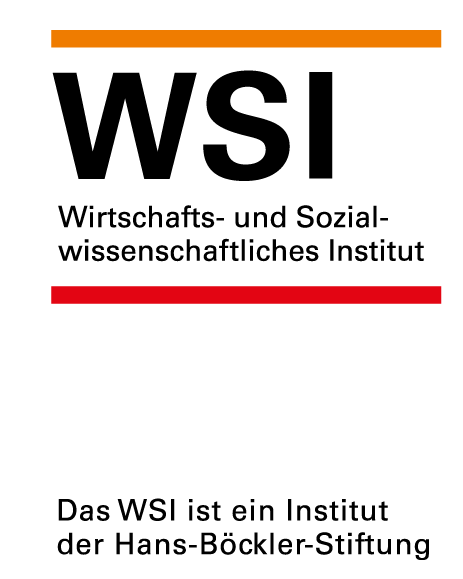 WSI
Wirtschafts- und Sozial-
wissenschaftliches Institut
Das WSI ist ein Institut
der Hans-Böckler-Stiftung